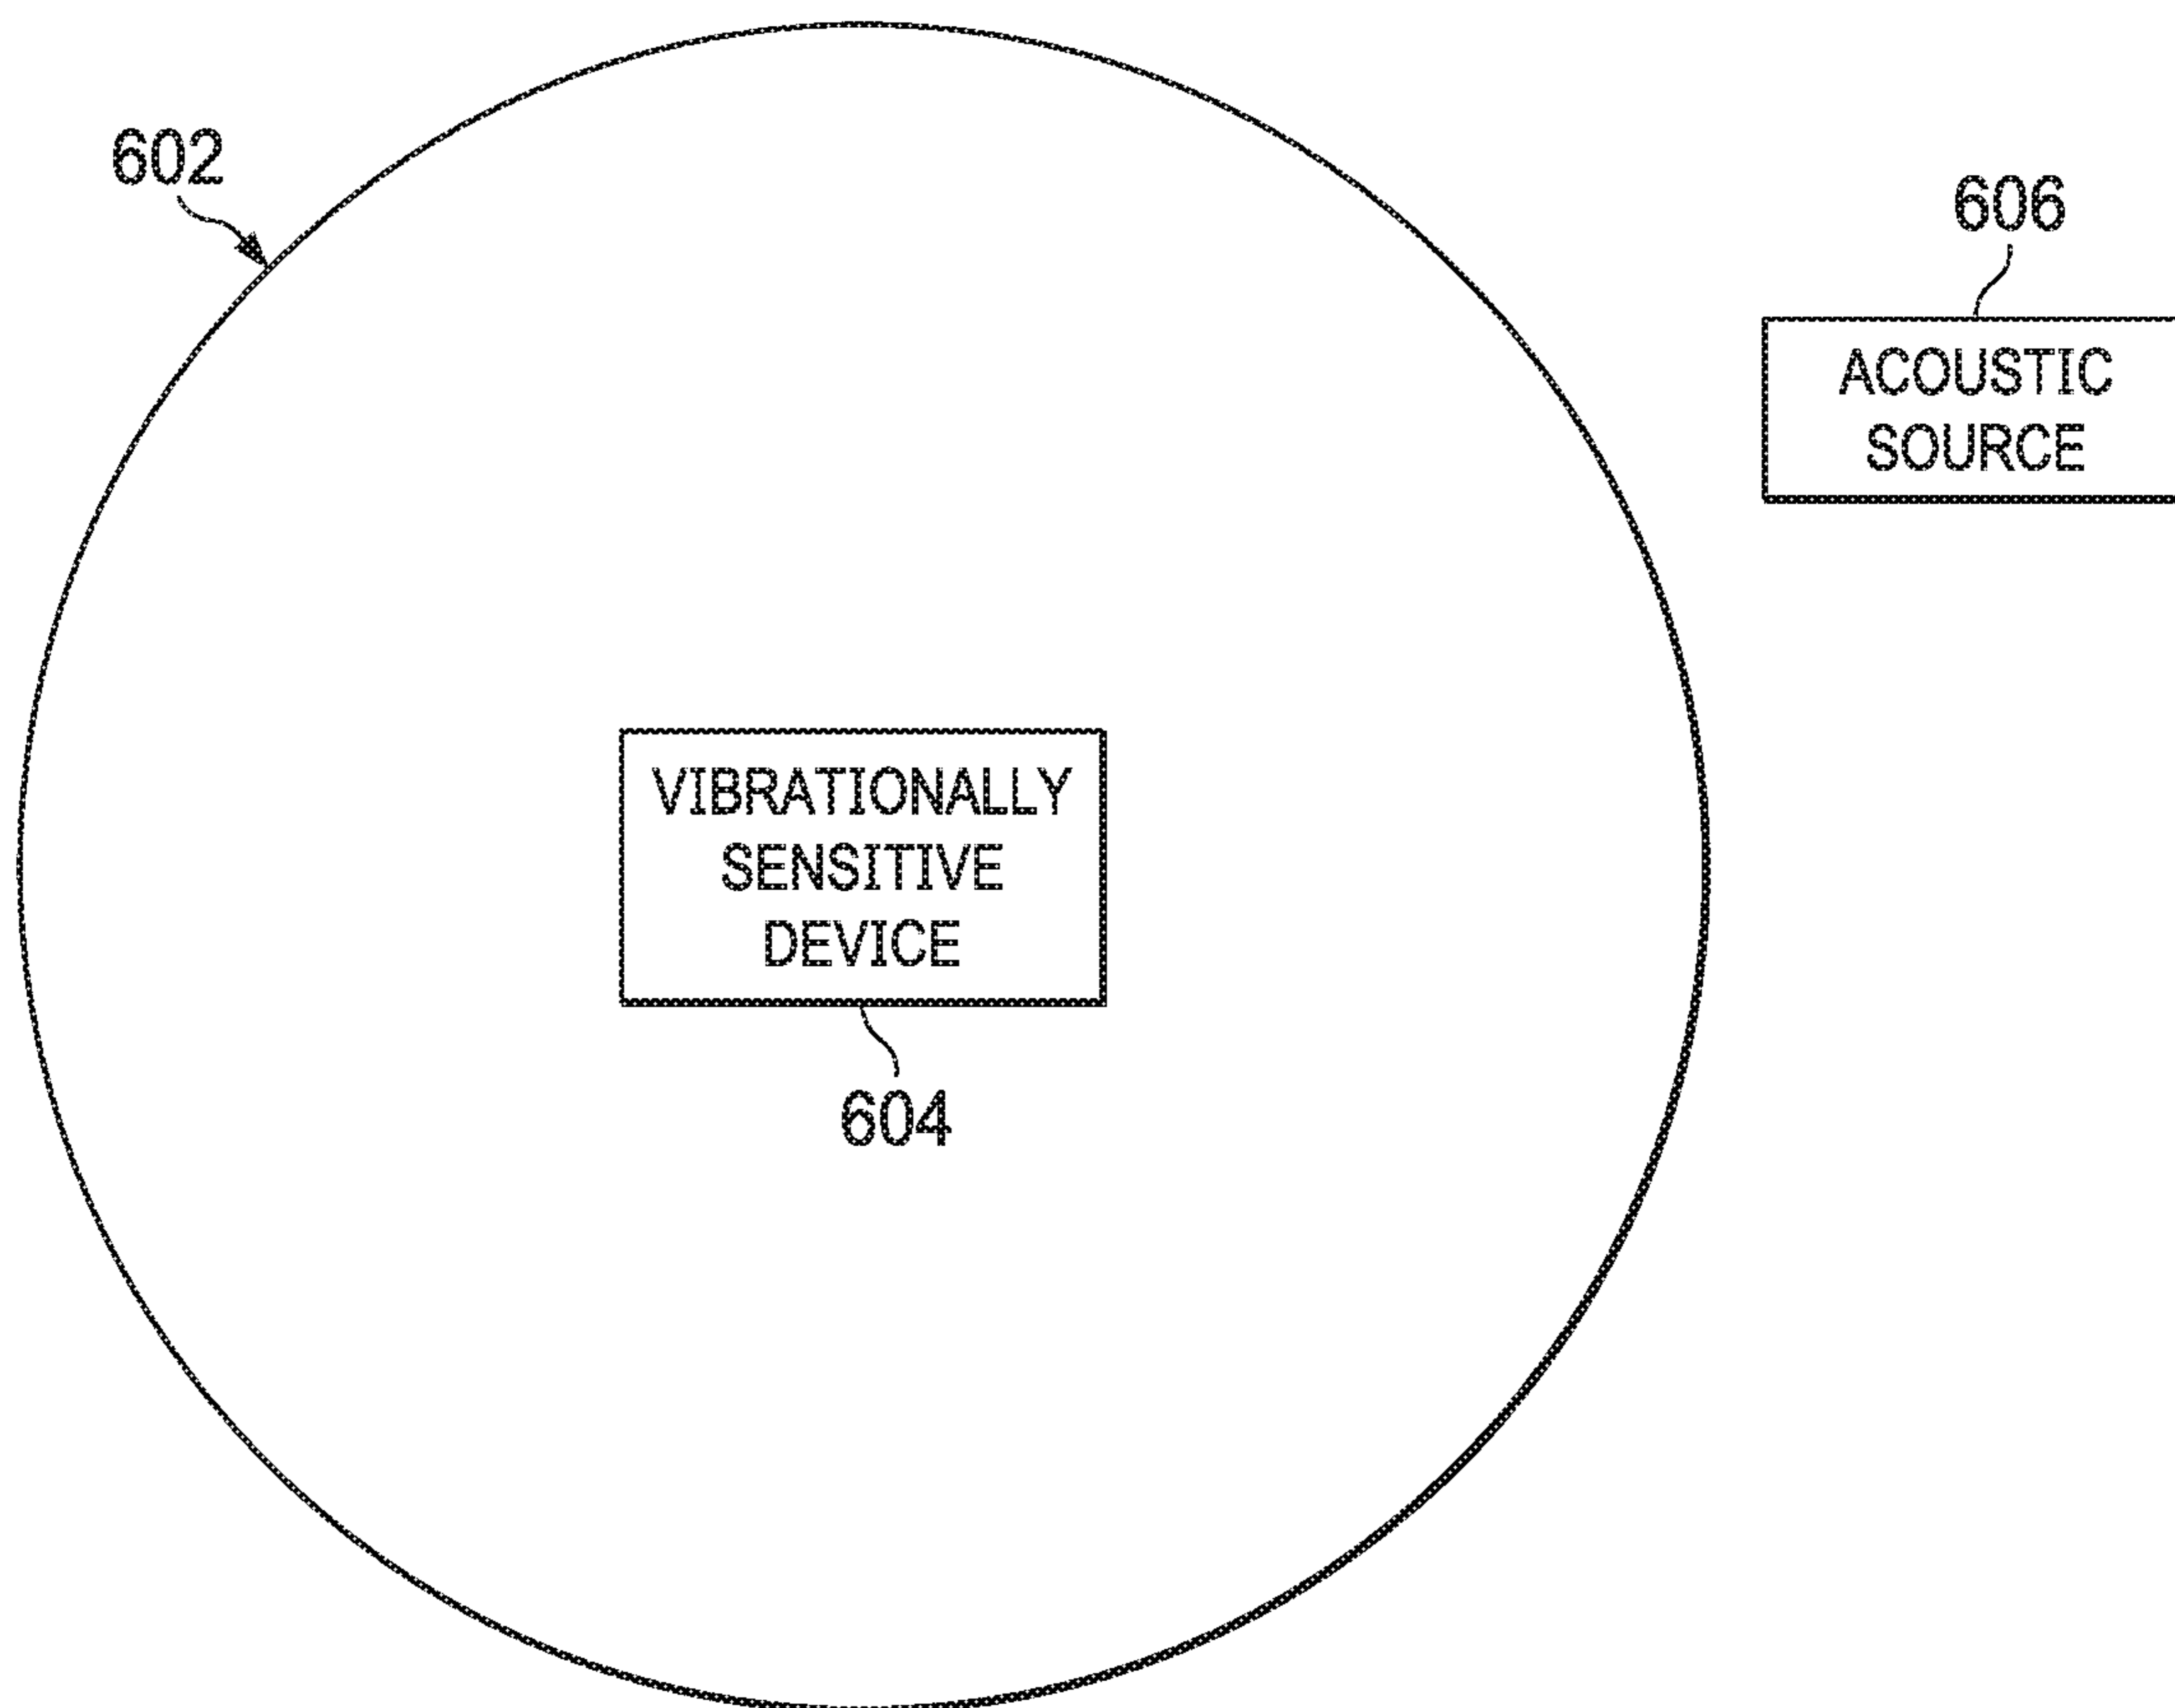 602
606
ACOUSTIC
SOURCE
VIBRATIONALLY
SENSITIVE
DEVICE
604